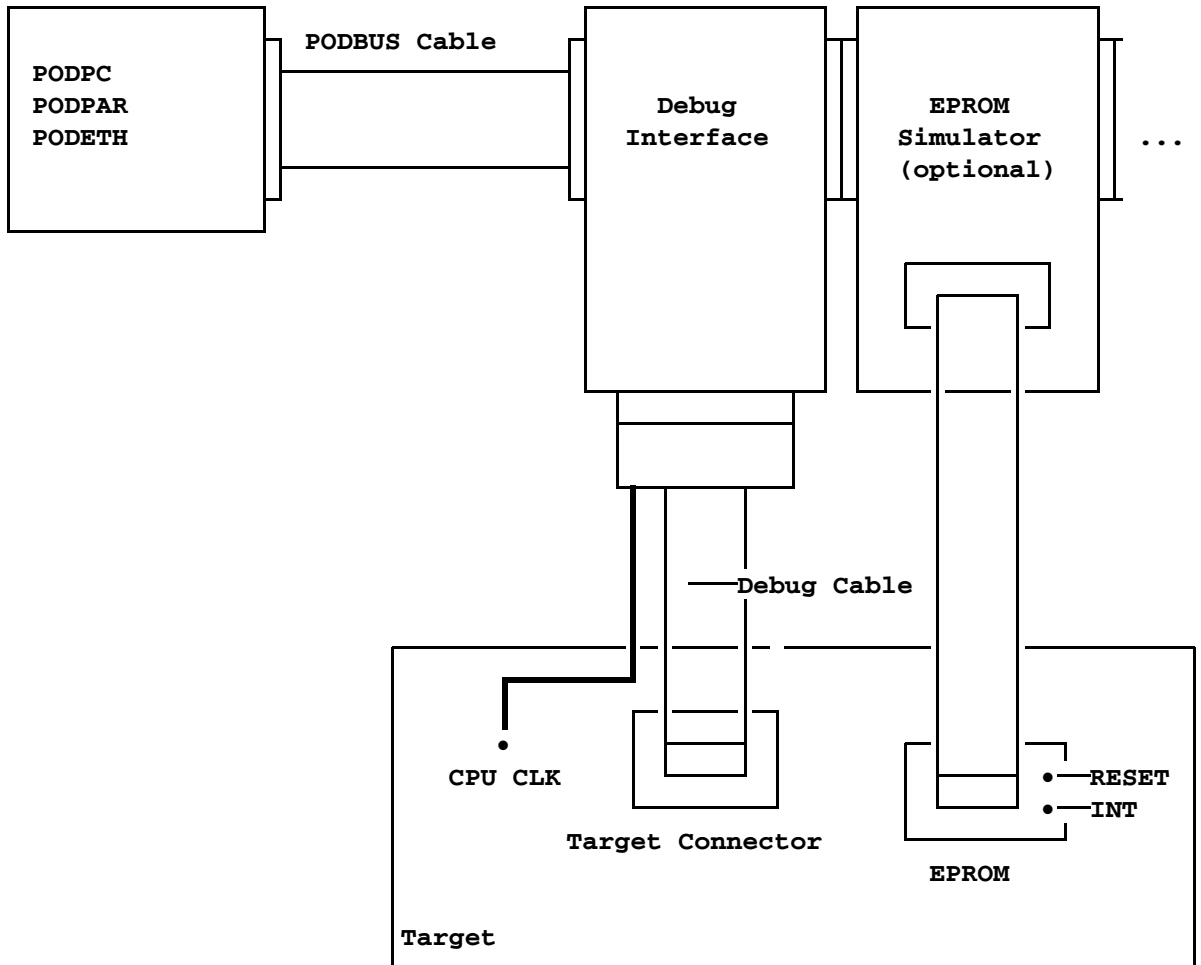 PODBUS Cable
PODPC
PODPAR
PODETH
Debug
Interface
EPROM
Simulator
(optional)
...
Debug Cable
CPU CLK
RESET
INT
Target Connector
EPROM
Target